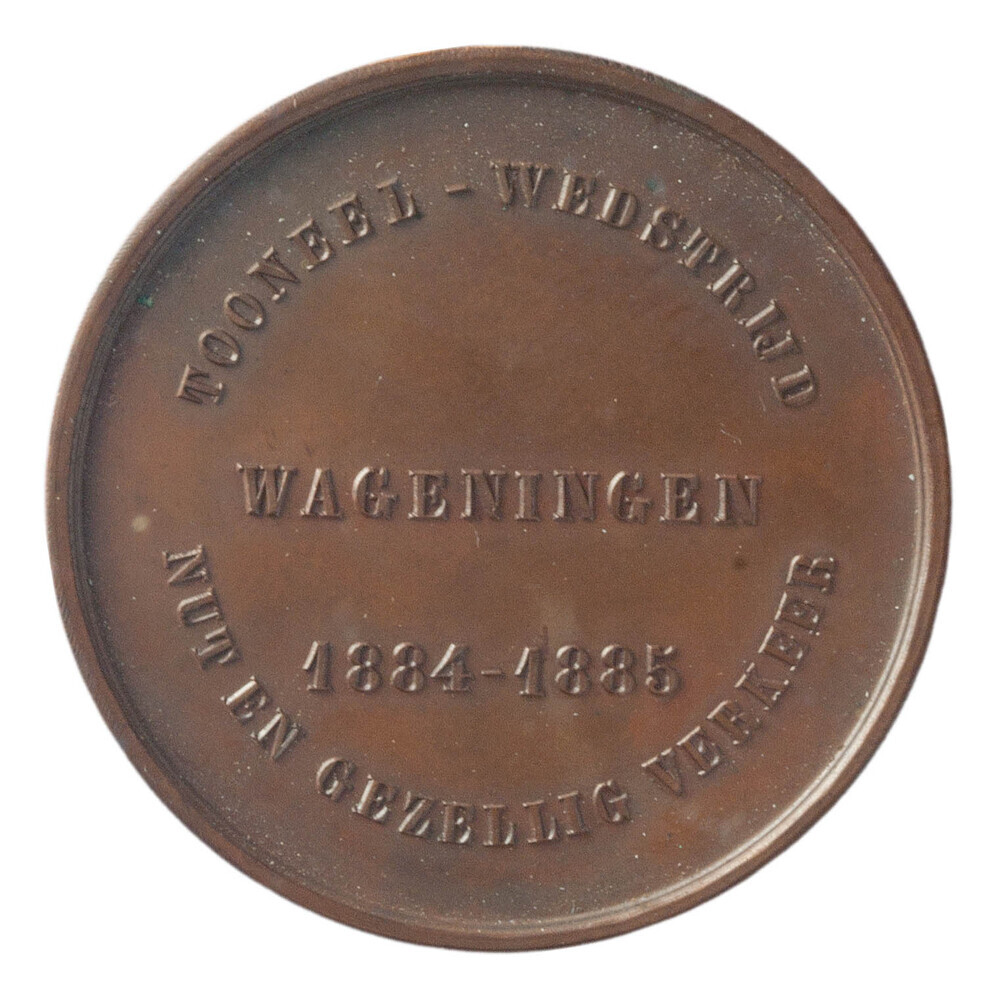 TOONEEL - WEDSTRIJD
WAGENINGEN
1884-1885
NUT EN GEZELLIG VERKEER